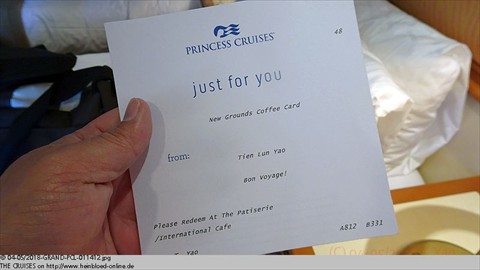 48
PRINCESS CRUISES
just for you
New Grounds Coffee Card
from:
Tien Lun Yao
Bon Voyage!
Please Redeem At The Patiserie
/International Cafe
Yao
A812 B331
© 04-05/2018-GRAND-PCL-011412.jpg
THE CRUISES on http://www.heinbloed-online.de